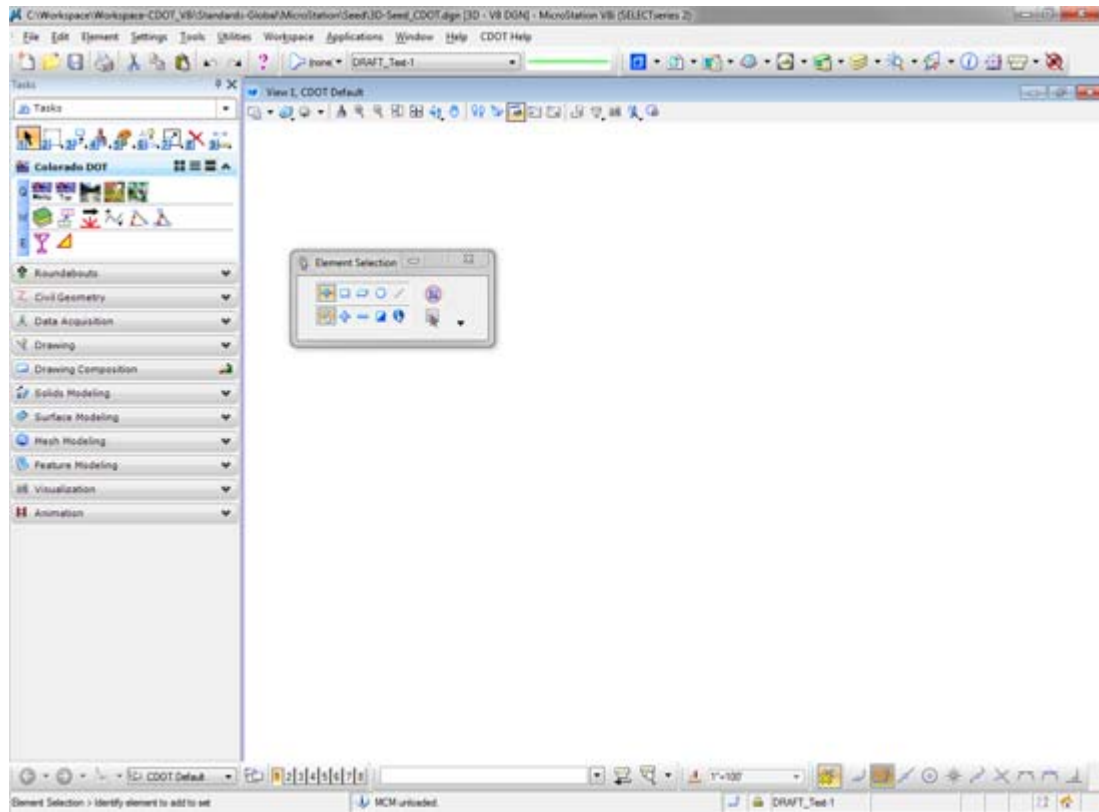 C:\Workspace\Workspace-CDOT_V8i\Standards-Global\MicroStation\Seed\3D-Seed_CDOT.dgn [3D - V8 DGN] - MicroStation V8i (SELECTseries 2)
File Edit Element Settings Tools Utilities Workspace Applications Window Help CDOT Help
(none) DRAFT_Text-1
Tasks
View 1, CDOT Default
Tasks
Colorado DOT
Q
W
E
Element Selection
Roundabouts
Civil Geometry
Data Acquisition
Drawing
Drawing Composition
Solids Modeling
Surface Modeling
Mesh Modeling
Feature Modeling
Visualization
Animation
CDOT Default
1 2 3 4 5 6 7 8
1"=100'
Element Selection > Identify element to add to set
MCM unloaded.
DRAFT_Text-1